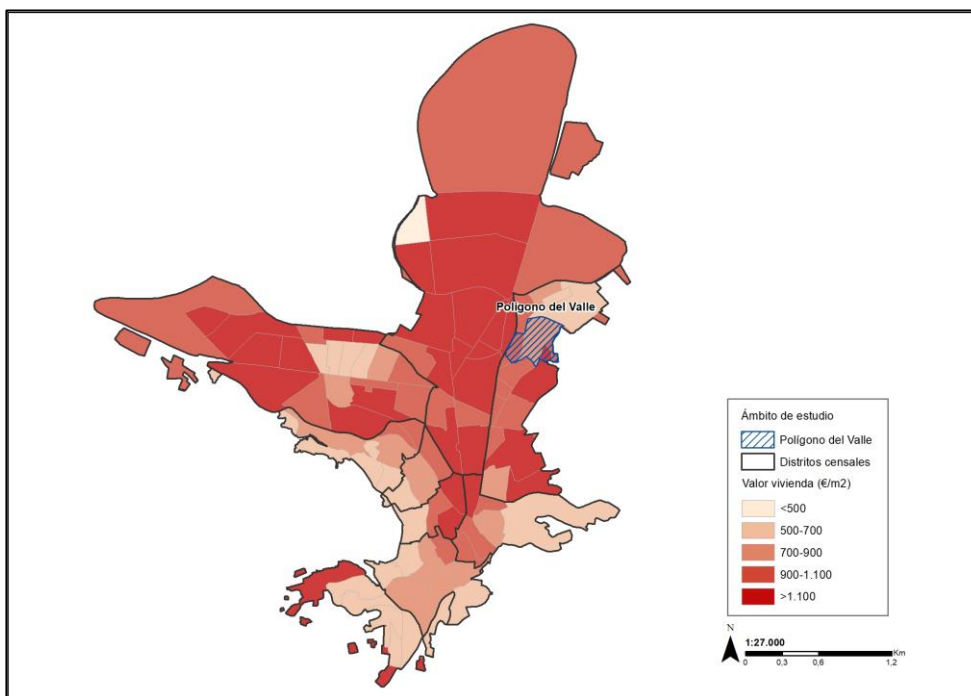 Polígono del Valle
Ámbito de estudio
Polígono del Valle
Distritos censales
Valor vivienda (€/m2)
<500
500-700
700-900
900-1.100
>1.100
N
1:27.000
Km
0 0,3 0,6 1,2